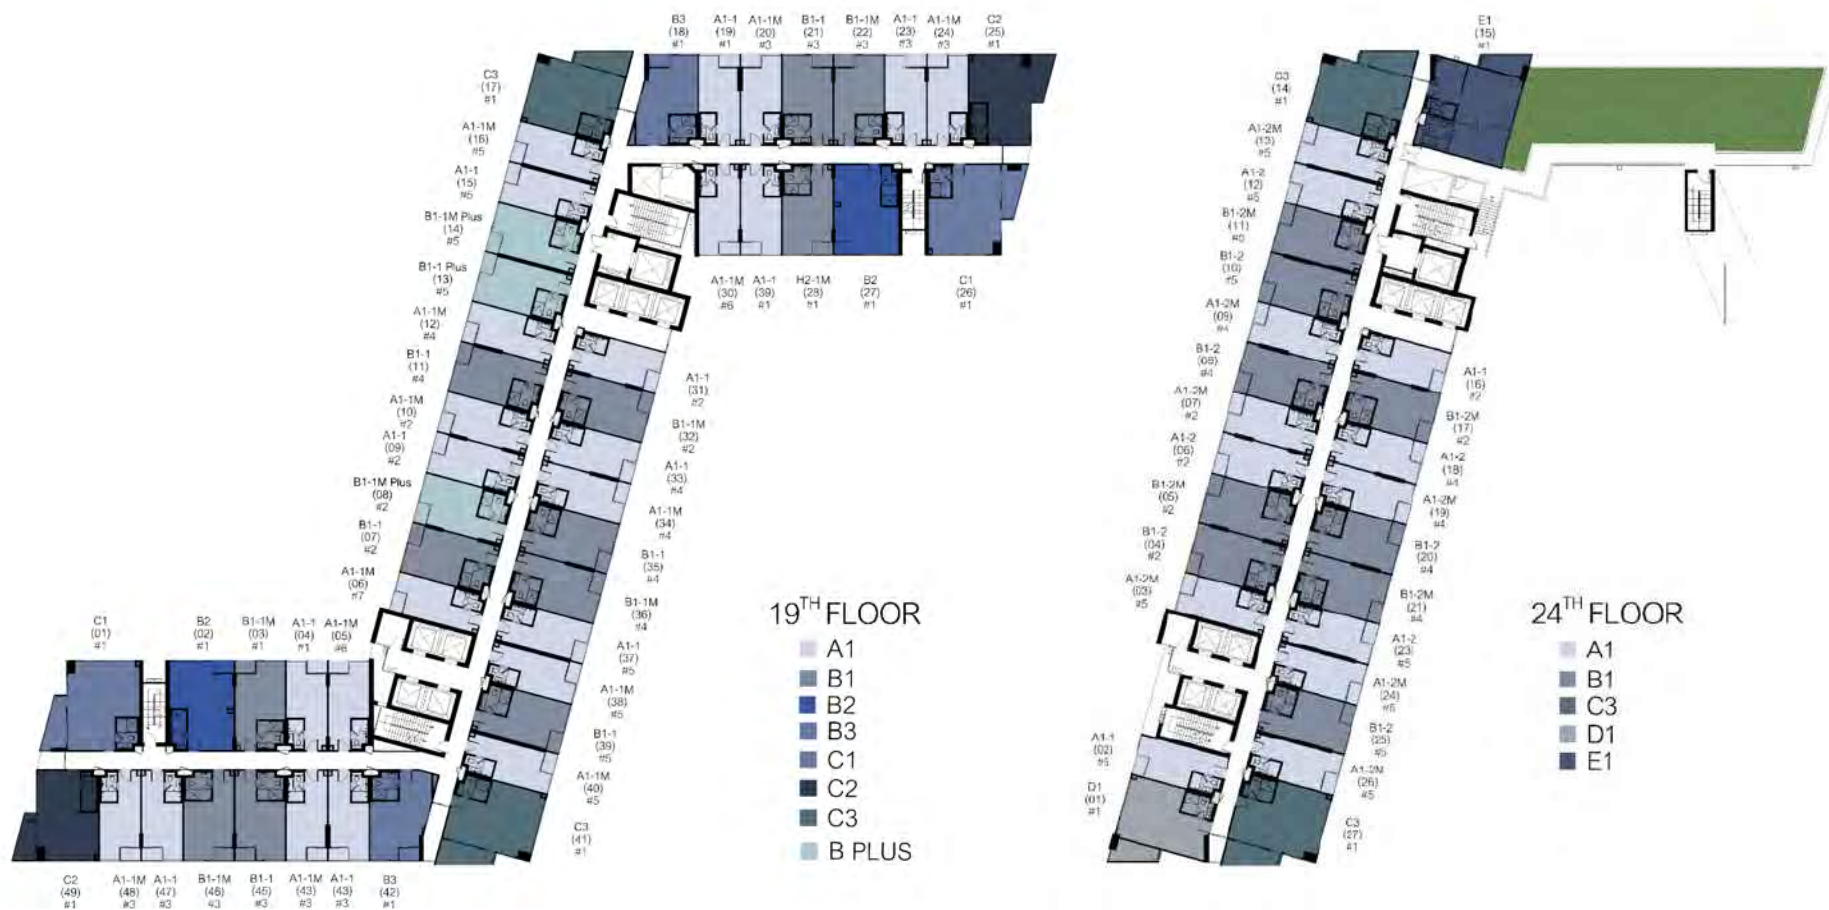 B3
(18)
#1
A1-1
(19)
#1
A1-1M
(20)
#3
B1-1
(21)
#3
B1-1M
(22)
#3
A1-1
(23)
#3
A1-1M
(24)
#3
C2
(25)
#1
C3
(17)
#1
A1-1M
(16)
#5
A1-1
(15)
#5
B1-1M Plus
(14)
#5
B1-1 Plus
(13)
#5
A1-1M
(12)
#4
B1-1
(11)
#4
A1-1M
(10)
#2
A1-1
(09)
#2
B1-1M Plus
(08)
#2
B1-1
(07)
#2
A1-1M
(06)
#7
A1-1M
(30)
#6
A1-1
(39)
#1
H2-1M
(28)
#1
B2
(27)
#1
C1
(26)
#1
A1-1
(31)
#2
B1-1M
(32)
#2
A1-1
(33)
#4
A1-1M
(34)
#4
B1-1
(35)
#4
B1-1M
(36)
#4
A1-1
(37)
#5
A1-1M
(38)
#5
B1-1
(39)
#5
A1-1M
(40)
#5
C3
(41)
#1
C1
(01)
#1
B2
(02)
#1
B1-1M
(03)
#1
A1-1
(04)
#1
A1-1M
(05)
#6
C2
(49)
#1
A1-1M
(48)
#3
A1-1
(47)
#3
B1-1M
(46)
#3
B1-1
(45)
#3
A1-1M
(43)
#3
A1-1
(43)
#3
B3
(42)
#1
19TH FLOOR
A1
B1
B2
B3
C1
C2
C3
B PLUS
E1
(15)
#1
(14)
#1
A1-2M
(13)
#5
A1-2
(12)
#5
B1-2M
(11)
B1-2
(10)
#5
A1-2M
(09)
#4
B1-2
#4
A1-2M
(07)
#2
A1-2
(06)
#2
B1-2M
(05)
#2
B1-2
(04)
#2
A1-2M
(03)
#5
A1-1
(02)
#5
D1
(01)
#1
A1-1
(16)
#2
B1-2M
(17)
#2
A1-2
(18)
#4
A1-2M
(19)
#4
B1-2
(20)
#4
B1-2M
(21)
#4
A1-2
(23)
#5
A1-2M
(24)
B1-2
(25)
#5
A1-2M
(26)
#5
C3
(27)
#1
24TH FLOOR
A1
B1
C3
D1
E1